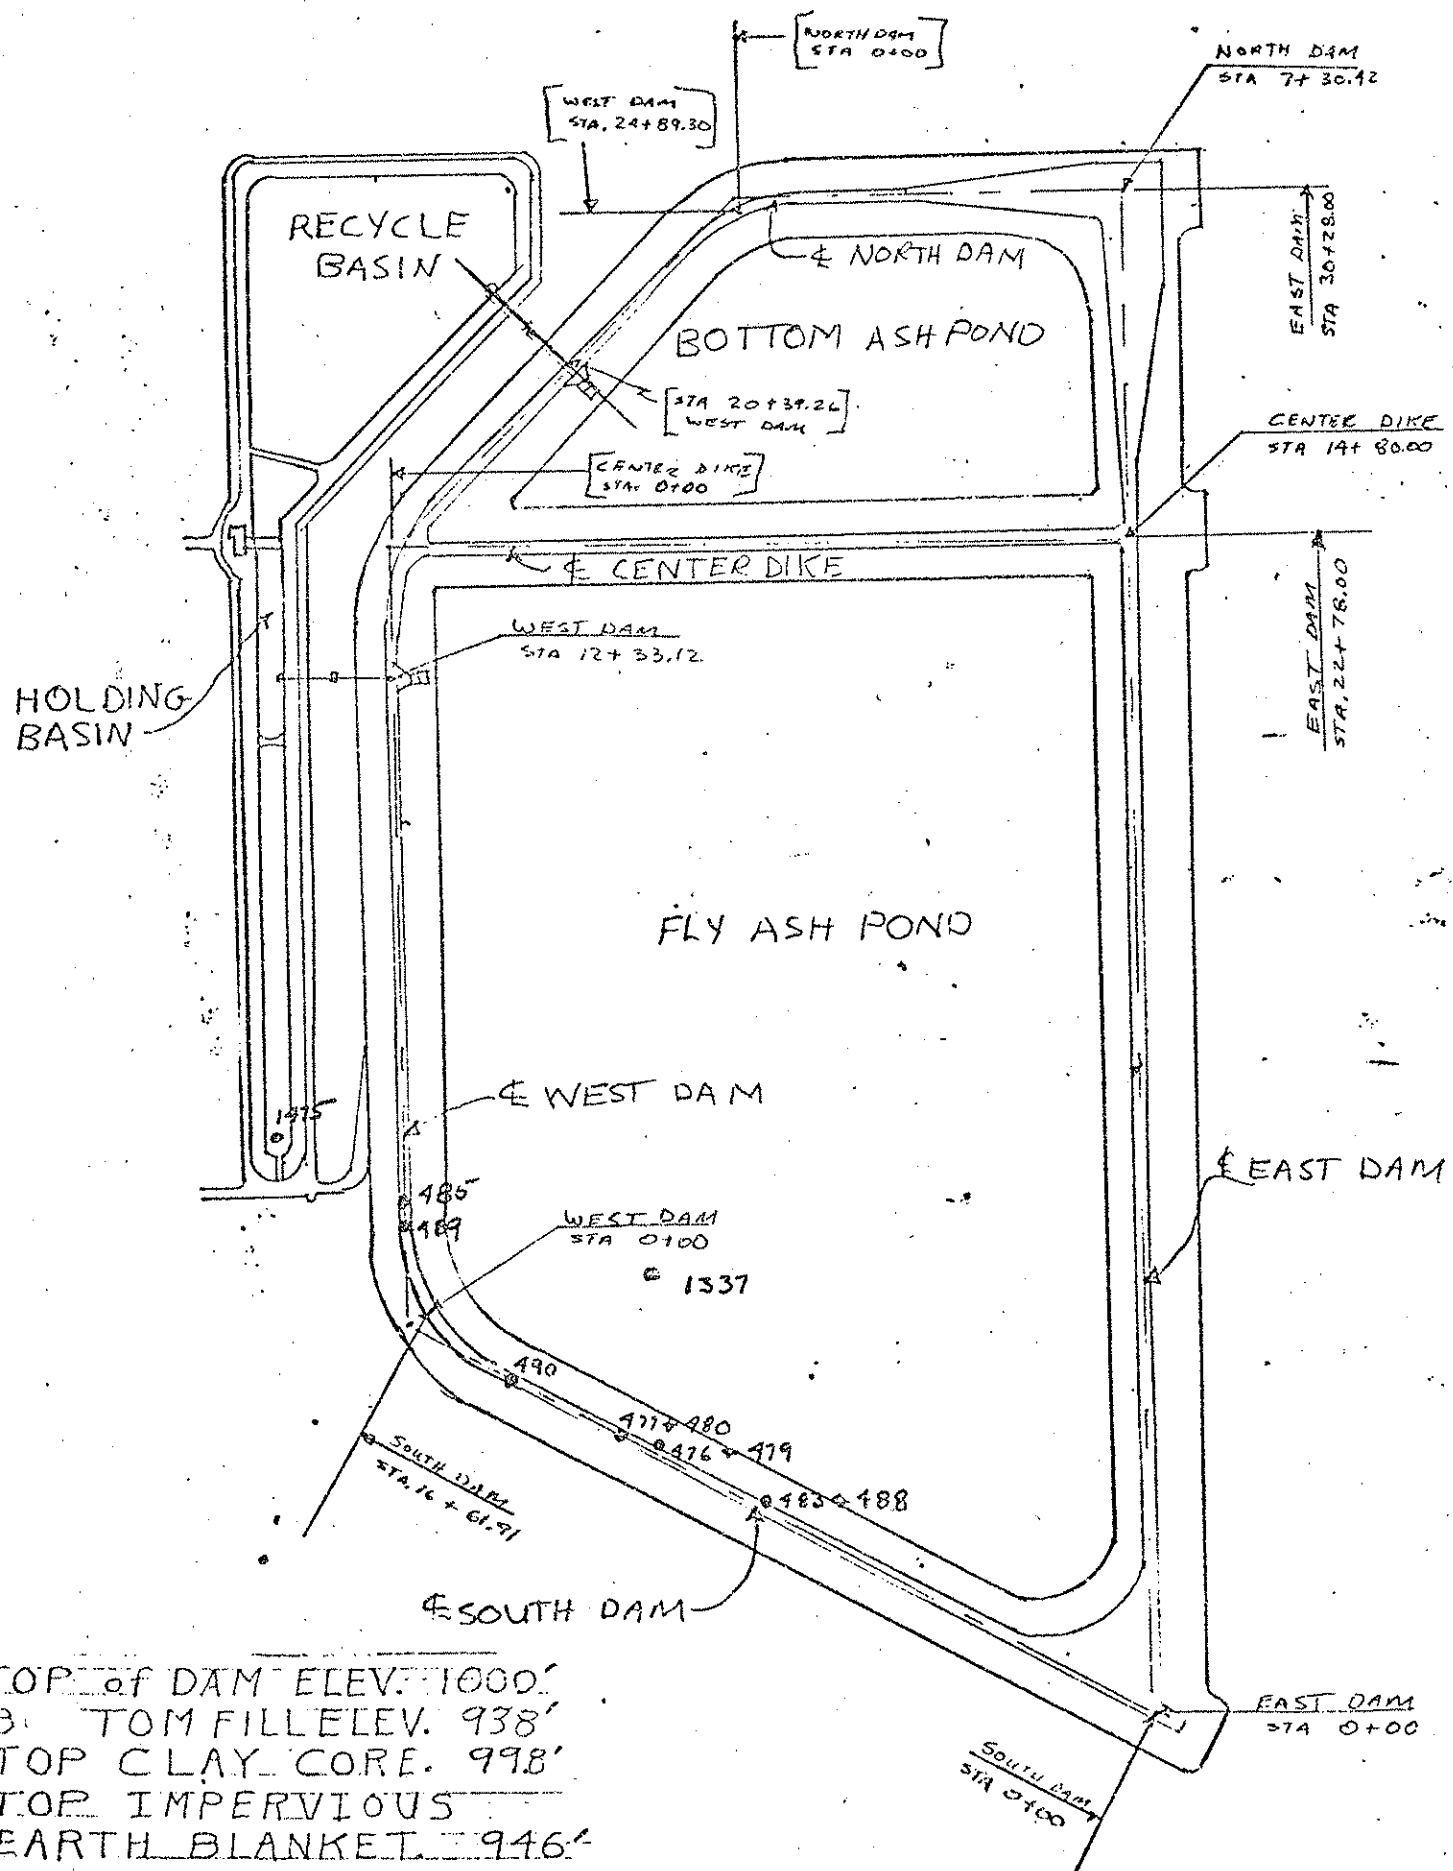 [NORTH DAM
STA 0+00]
NORTH DAM
STA 7+30.42
[WEST DAM
STA. 24+89.30]
RECYCLE
BASIN
℄ NORTH DAM
EAST DAM
STA 30+28.00
BOTTOM ASH POND
[STA 20+39.26
WEST DAM]
CENTER DIKE
STA 14+80.00
[CENTER DIKE
STA. 0+00]
℄ CENTER DIKE
EAST DAM
STA. 22+78.00
WEST DAM
STA 12+33.12
HOLDING
BASIN
FLY ASH POND
℄ WEST DAM
1475
℄ EAST DAM
485
489
WEST DAM
STA 0+00
1337
490
477 480
476 479
483 488
SOUTH DAM
STA. 16+61.91
℄ SOUTH DAM
TOP of DAM ELEV. 1000'
TOM FILL ELEV. 938'
TOP CLAY CORE. 998'
TOP IMPERVIOUS
EARTH BLANKET. 946'
EAST DAM
STA 0+00
SOUTH DAM
STA 0+00